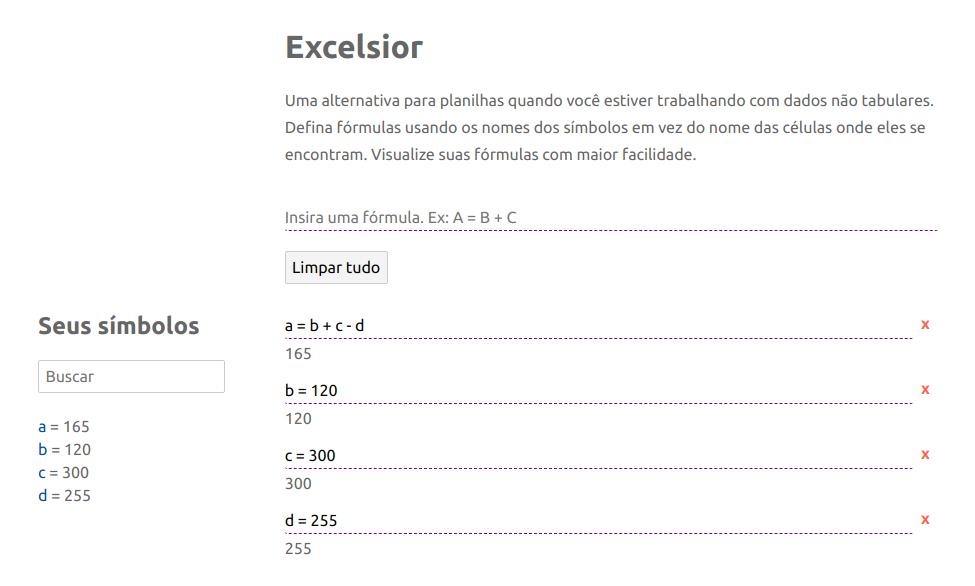 Excelsior
Uma alternativa para planilhas quando você estiver trabalhando com dados não tabulares.
Defina fórmulas usando os nomes dos símbolos em vez do nome das células onde eles se
encontram. Visualize suas fórmulas com maior facilidade.
Insira uma fórmula. Ex: A = B + C
Limpar tudo
Seus símbolos
Buscar
a = 165
b = 120
c = 300
d = 255
a = b + c - d
x
165
b = 120
x
120
c = 300
x
300
d = 255
x
255